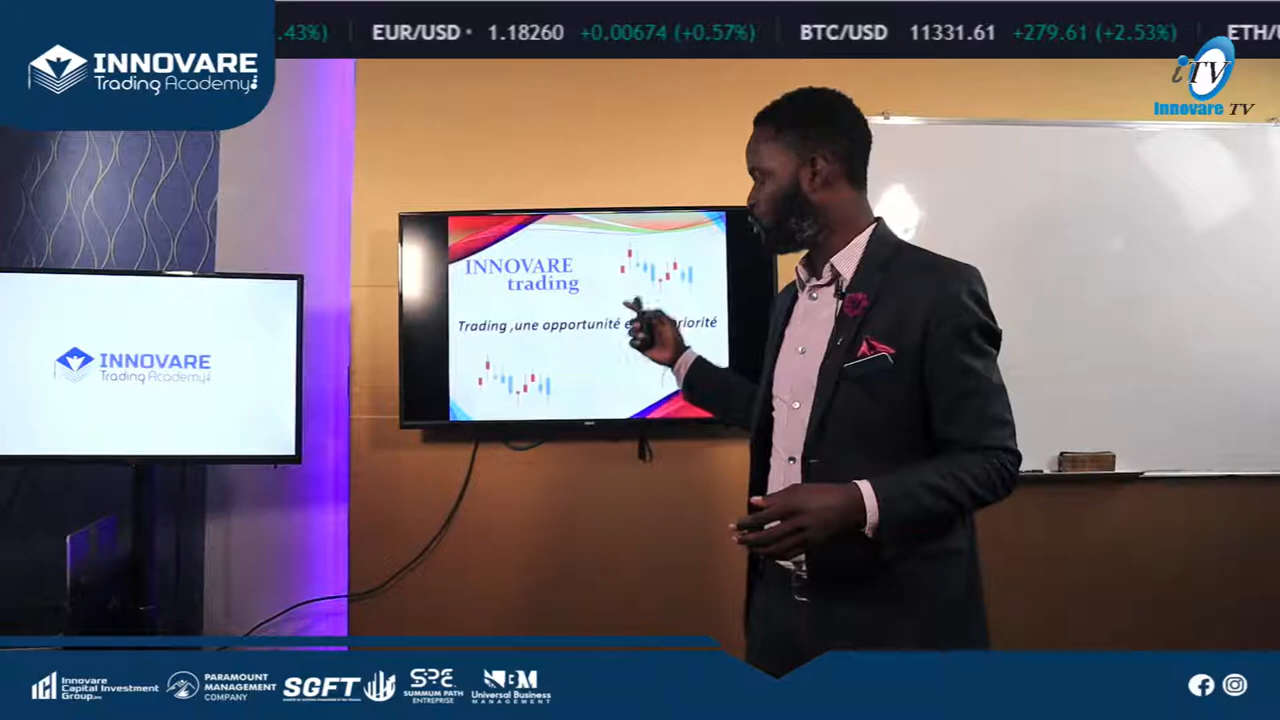 .43%) EUR/USD • 1.18260 +0.00674 (+0.57%) BTC/USD 11331.61 +279.61 (+2.53%) ETH/
INNOVARE
Trading Academy
iTV
Innovare TV
INNOVARE
trading
Trading ,une opportunité
INNOVARE
Trading Academy
Innovare
Capital Investment
Group
PARAMOUNT
MANAGEMENT
COMPANY
SGFT
SPE
SUMMUM PATH
ENTREPRISE
UBM
Universal Business
MANAGEMENT